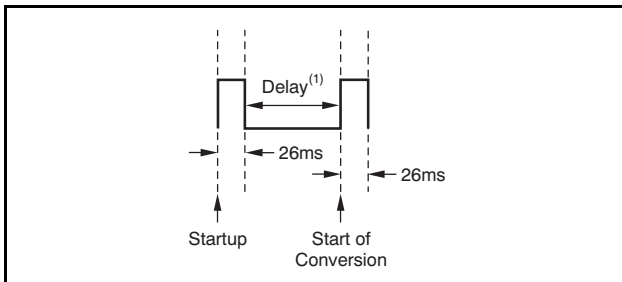 Delay(1)
26ms
26ms
Startup
Start of
Conversion